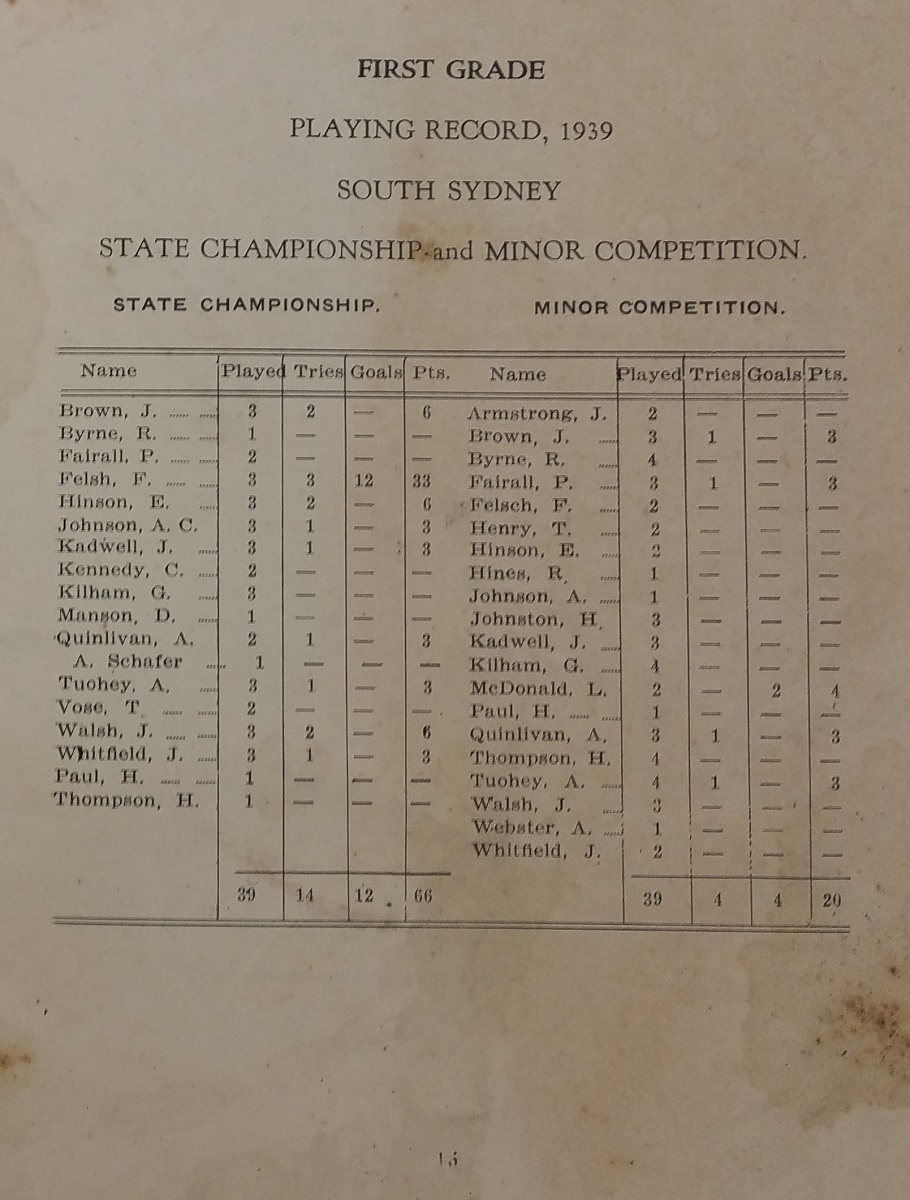 FIRST GRADE
PLAYING RECORD, 1939
SOUTH SYDNEY
STATE CHAMPIONSHIP and MINOR COMPETITION.
STATE CHAMPIONSHIP. MINOR COMPETITION.
Name Played Tries Goals Pts. Name Played Tries Goals Pts.
Brown, J. ...... ...... 3 2 — 6 Armstrong, J. 2 — — —
Byrne, R. ...... ...... 1 — — — Brown, J. ...... 3 1 — 3
Fairall, P. ...... ...... 2 — — — Byrne, R. ...... 4 — — —
Felsh, F. ...... ...... 3 3 12 33 Fairall, P. ...... 3 1 — 3
Hinson, E. ...... 3 2 — 6 Felsch, F. ...... 2 — — —
Johnson, A. C. 3 1 — 3 Henry, T. ...... 2 — — —
Kadwell, J. ...... 3 1 — 3 Hinson, E. ...... 2 — — —
Kennedy, C. ...... 2 — — — Hines, R. ...... 1 — — —
Kilham, G. ...... 3 — — — Johnson, A. ...... 1 — — —
Manson, D. ...... 1 — — — Johnston, H. 3 — — —
Quinlivan, A. 2 1 — 3 Kadwell, J. ...... 3 — — —
A. Schafer ...... 1 — — — Kilham, G. ...... 4 — — —
Tuohey, A. ...... 3 1 — 3 McDonald, L. 2 — 2 4
Vose, T. ...... ...... 2 — — — Paul, H. ...... ...... 1 — — —
Walsh, J. ...... ...... 3 2 — 6 Quinlivan, A. 3 1 — 3
Whitfield, J. ...... 3 1 — 3 Thompson, H. 4 — — —
Paul, H. ...... ...... 1 — — — Tuohey, A. ...... 4 1 — 3
Thompson, H. 1 — — — Walsh, J. ...... 3 — — —
Webster, A. ...... 1 — — —
Whitfield, J. 2 — — —
39 14 12 66 39 4 4 20